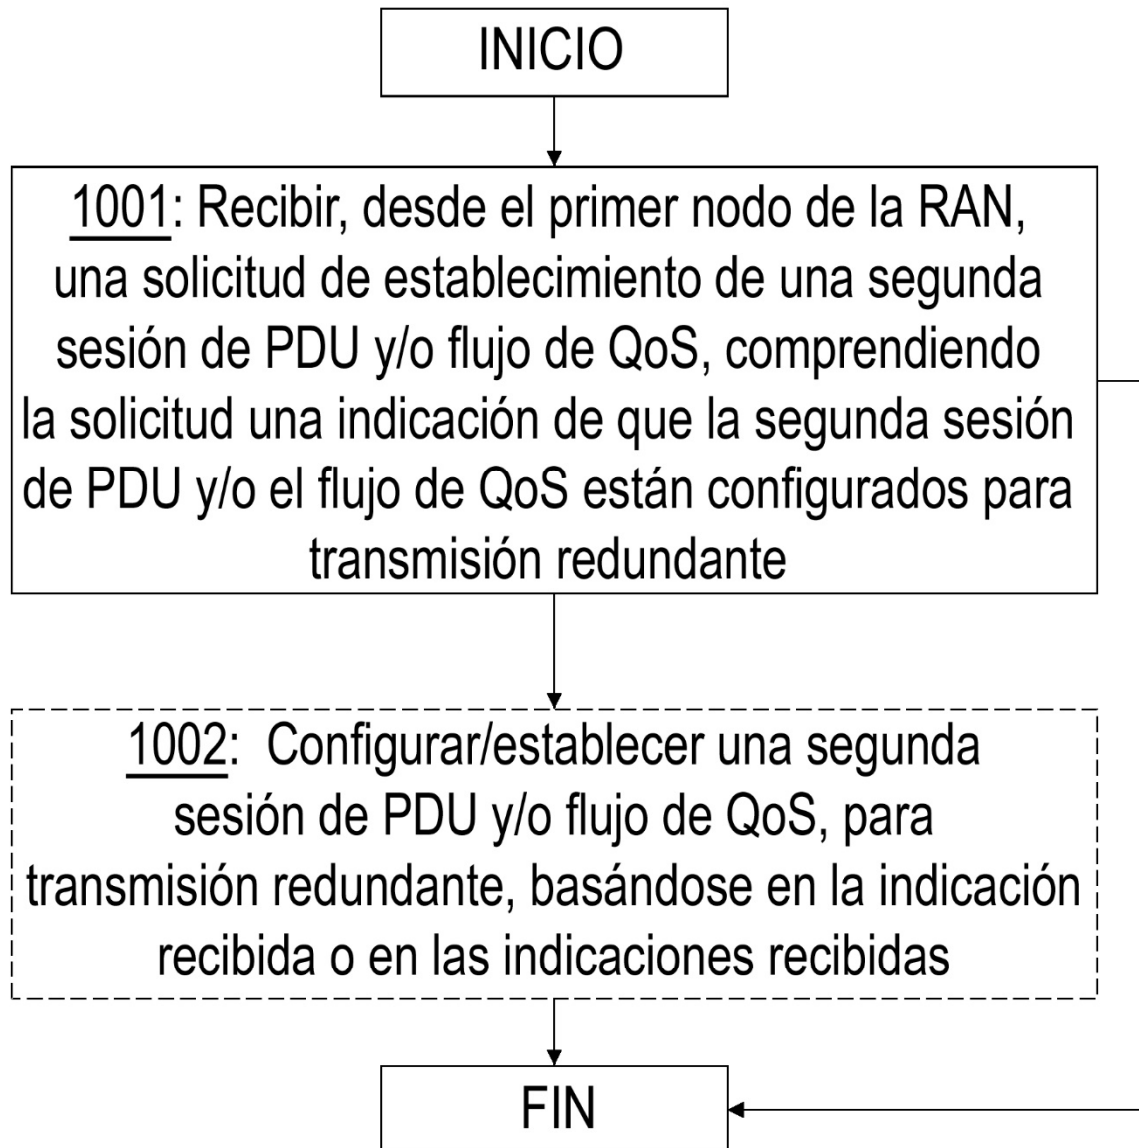 INICIO
1001: Recibir, desde el primer nodo de la RAN,
una solicitud de establecimiento de una segunda
sesión de PDU y/o flujo de QoS, comprendiendo
la solicitud una indicación de que la segunda sesión
de PDU y/o el flujo de QoS están configurados para
transmisión redundante
1002: Configurar/establecer una segunda
sesión de PDU y/o flujo de QoS, para
transmisión redundante, basándose en la indicación
recibida o en las indicaciones recibidas
FIN